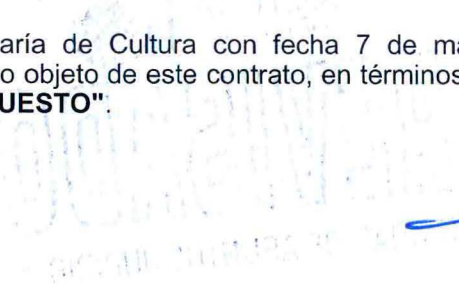 aría de Cultura con fecha 7 de ma
o objeto de este contrato, en términos
UESTO":